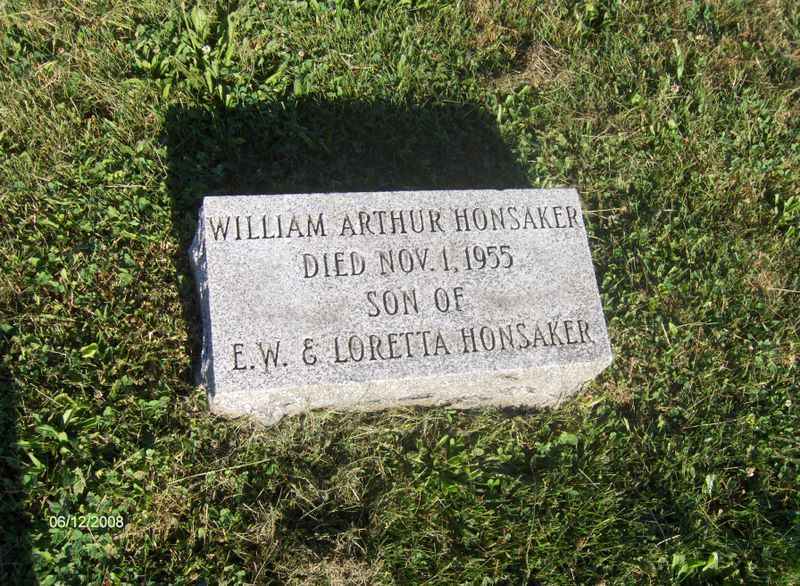 WILLIAM ARTHUR HONSAKER
DIED NOV. 1, 1955
SON OF
E.W. & LORETTA HONSAKER
06/12/2008